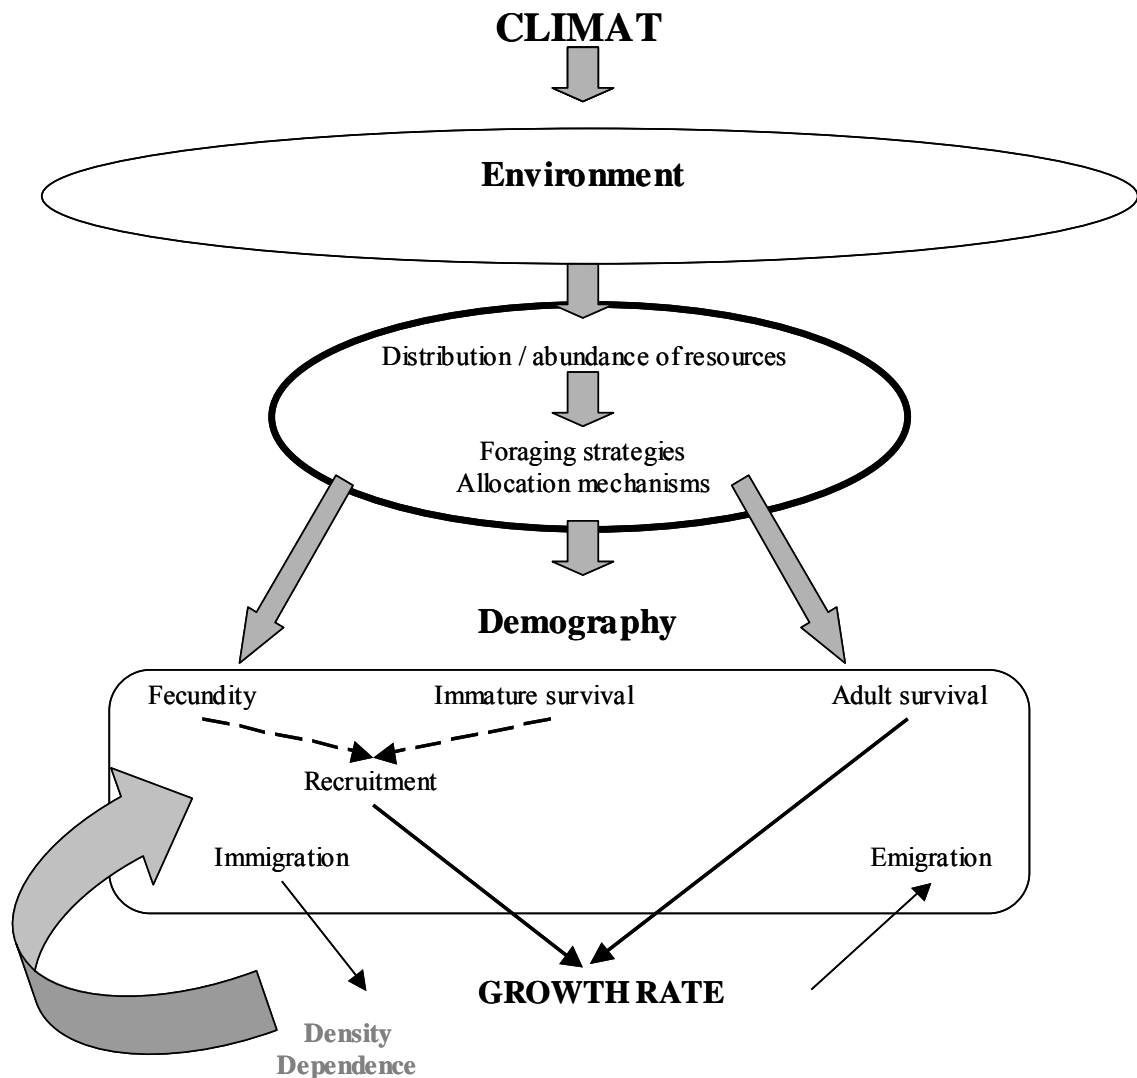 CLIMAT
Environment
Distribution / abundance of resources
Foraging strategies
Allocation mechanisms
Demography
Fecundity
Immature survival
Adult survival
Recruitment
Immigration
Emigration
GROWTH RATE
Density
Dependence